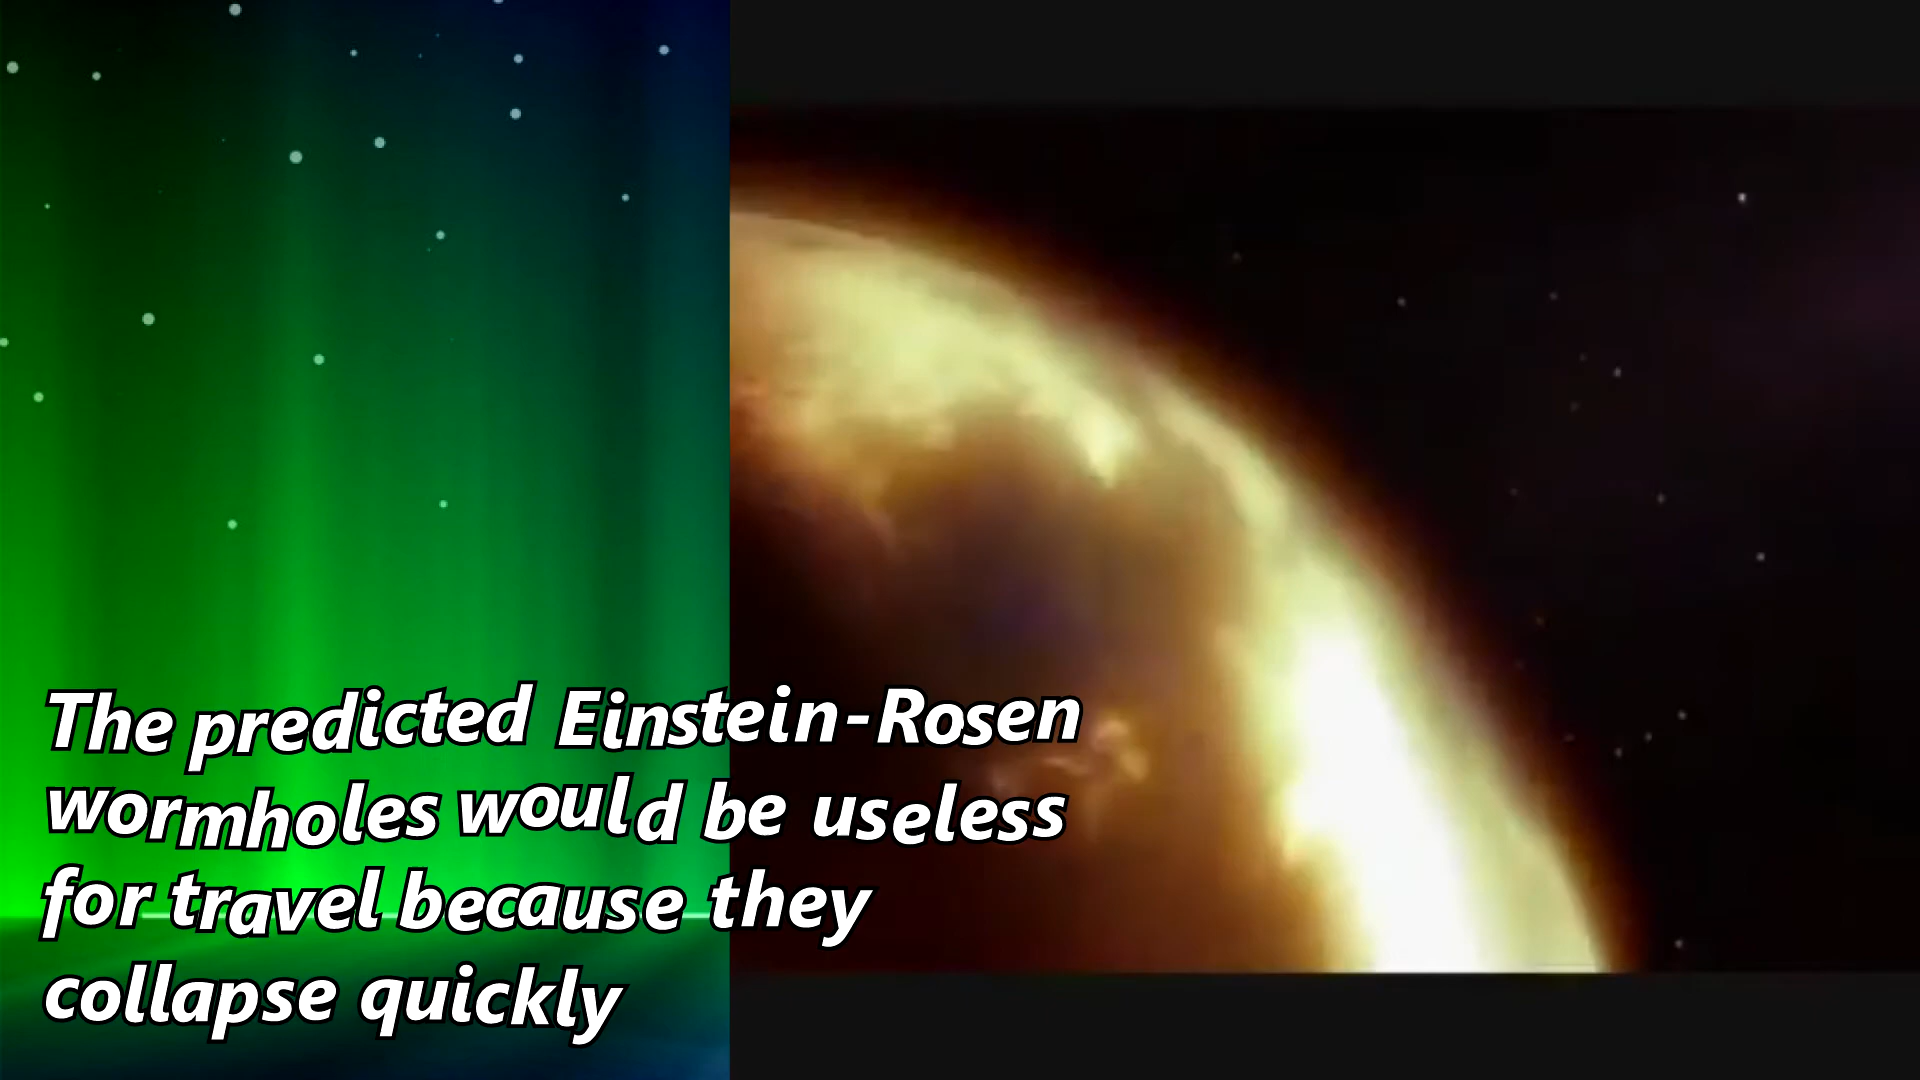 The predicted Einstein-Rosen
wormholes would be useless
for travel because they
collapse quickly